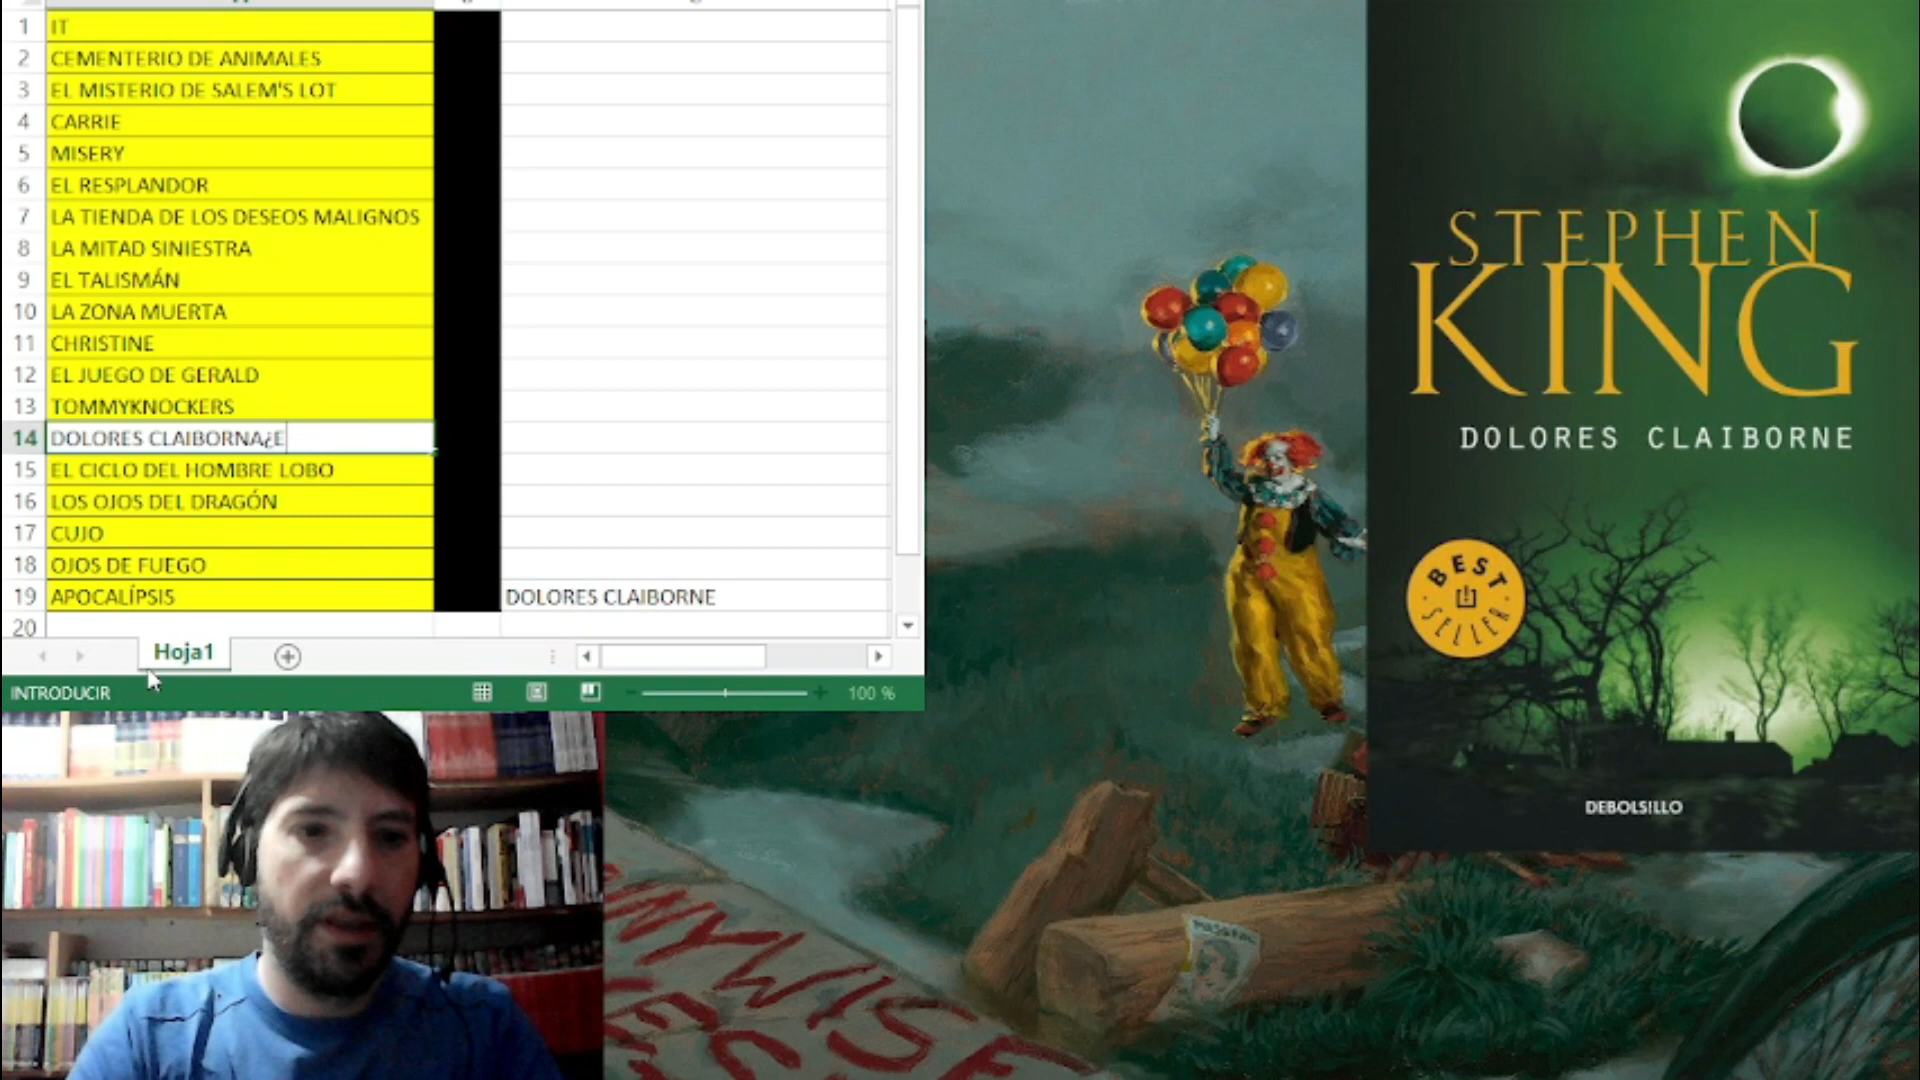 1 IT
2 CEMENTERIO DE ANIMALES
3 EL MISTERIO DE SALEM'S LOT
4 CARRIE
5 MISERY
6 EL RESPLANDOR
7 LA TIENDA DE LOS DESEOS MALIGNOS
8 LA MITAD SINIESTRA
9 EL TALISMÁN
10 LA ZONA MUERTA
11 CHRISTINE
12 EL JUEGO DE GERALD
13 TOMMYKNOCKERS
14 DOLORES CLAIBORNA¿E
15 EL CICLO DEL HOMBRE LOBO
16 LOS OJOS DEL DRAGÓN
17 CUJO
18 OJOS DE FUEGO
19 APOCALÍPSIS DOLORES CLAIBORNE
20
Hoja1
INTRODUCIR 100 %
STEPHEN
KING
DOLORES CLAIBORNE
BEST
SELLER
DEBOLS!LLO
MISSING
NYWISE